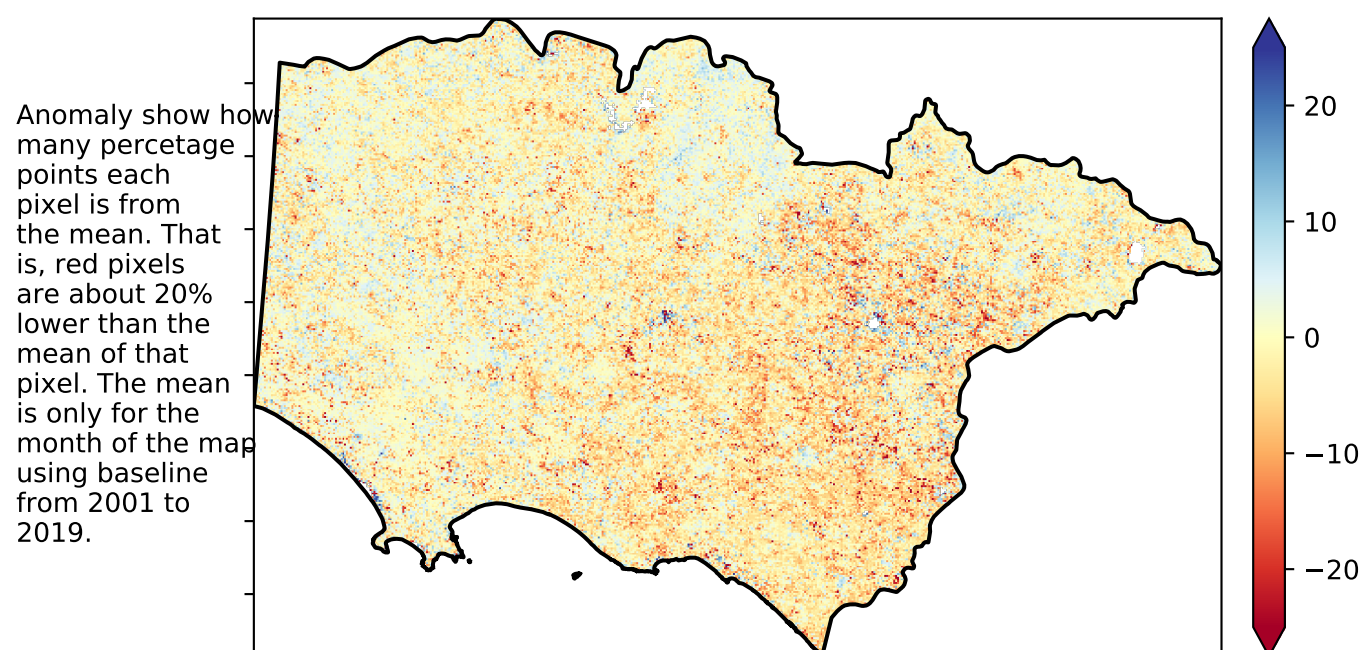 Anomaly show how
many percetage
points each
pixel is from
the mean. That
is, red pixels
are about 20%
lower than the
mean of that
pixel. The mean
is only for the
month of the map
using baseline
from 2001 to
2019.
20
10
0
−10
−20